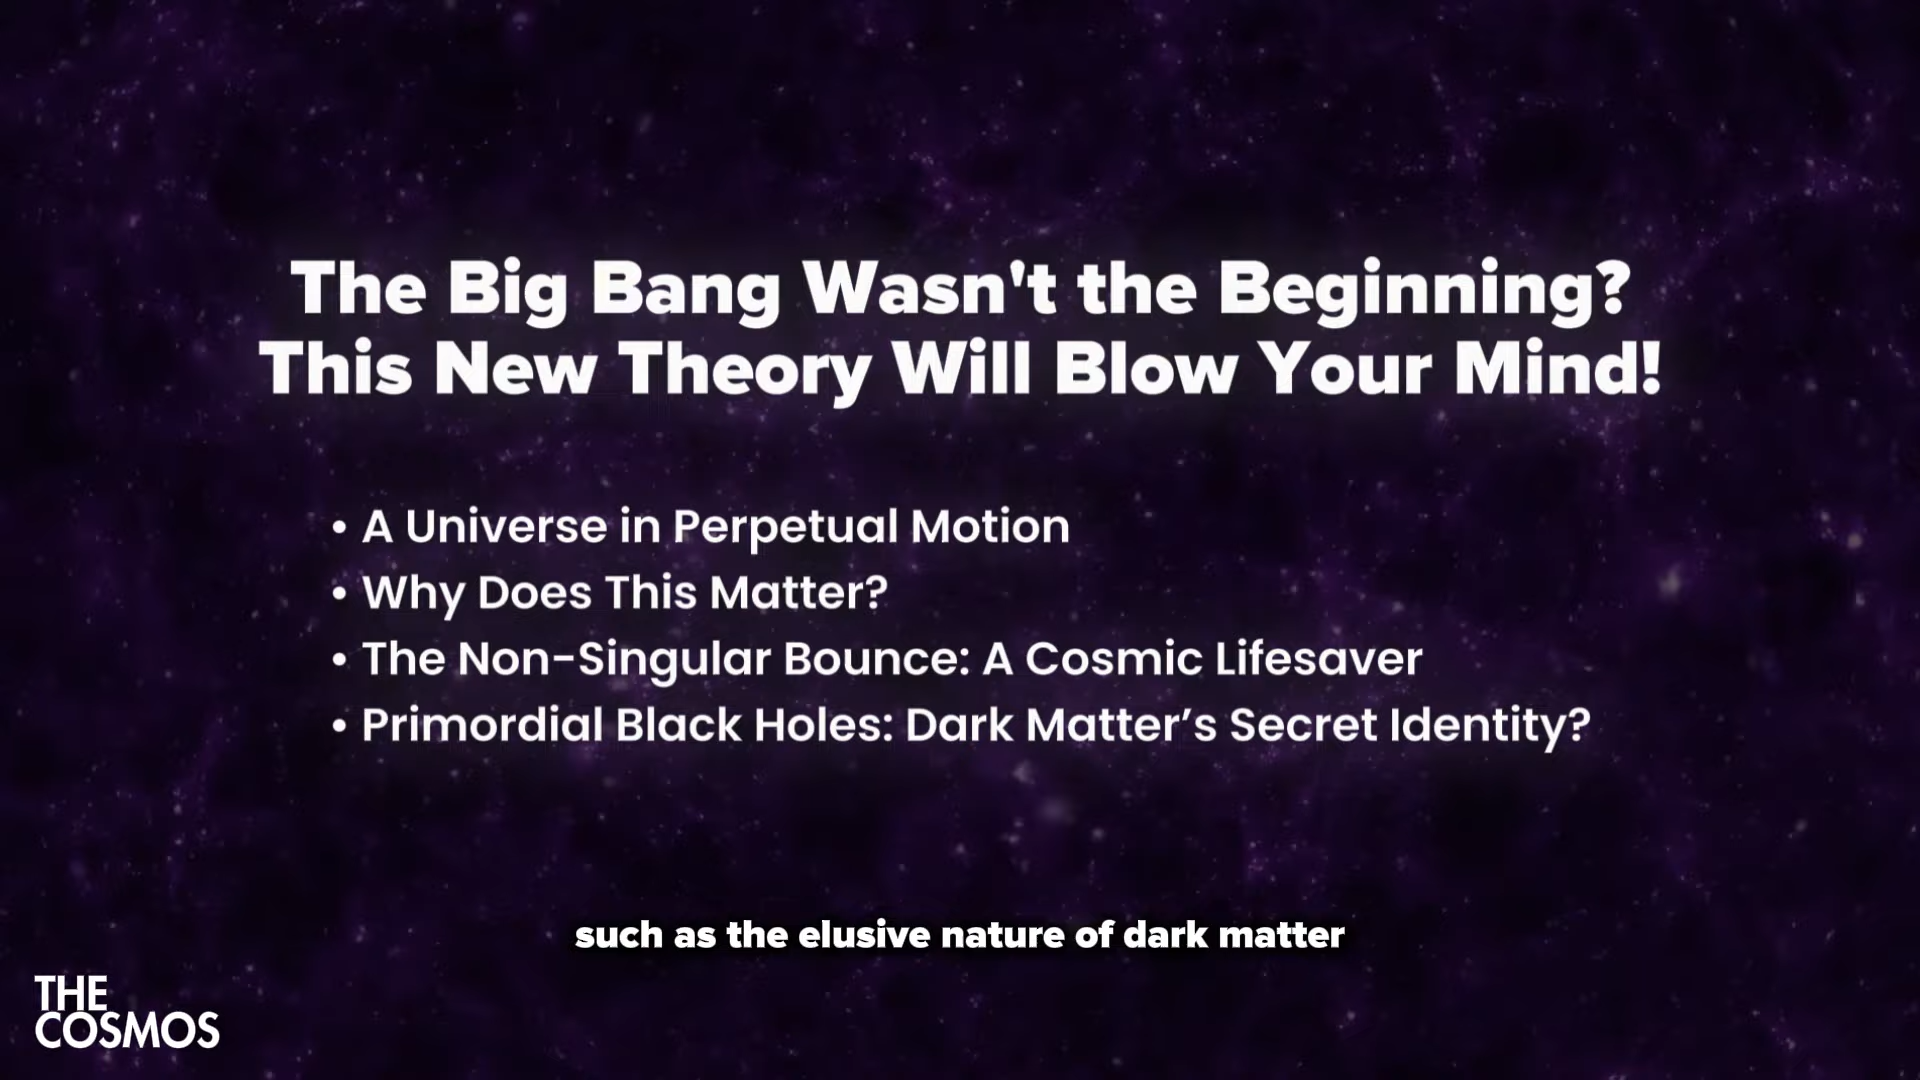 The Big Bang Wasn't the Beginning?
This New Theory Will Blow Your Mind!
• A Universe in Perpetual Motion
• Why Does This Matter?
• The Non-Singular Bounce: A Cosmic Lifesaver
• Primordial Black Holes: Dark Matter’s Secret Identity?
such as the elusive nature of dark matter
THE
COSMOS